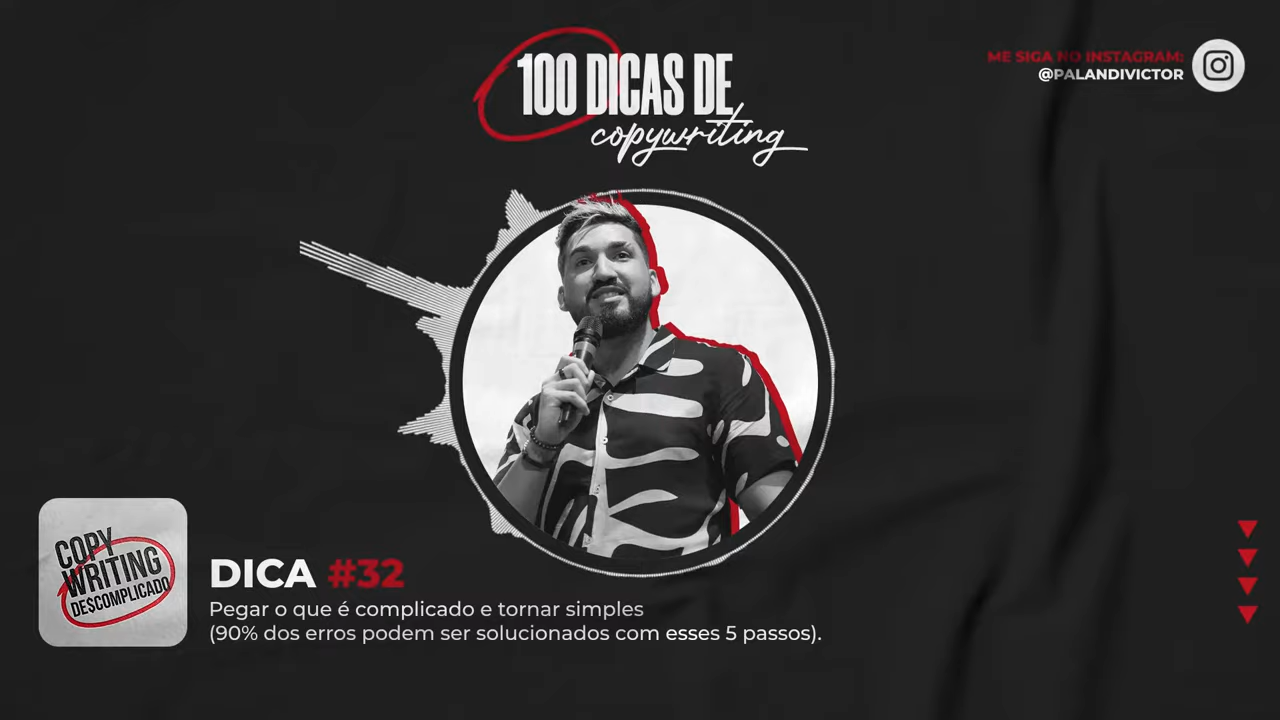 100 DICAS DE
copywriting
ME SIGA NO INSTAGRAM:
@PALANDIVICTOR
COPY
WRITING
DESCOMPLICADO
DICA #32
Pegar o que é complicado e tornar simples
(90% dos erros podem ser solucionados com esses 5 passos).